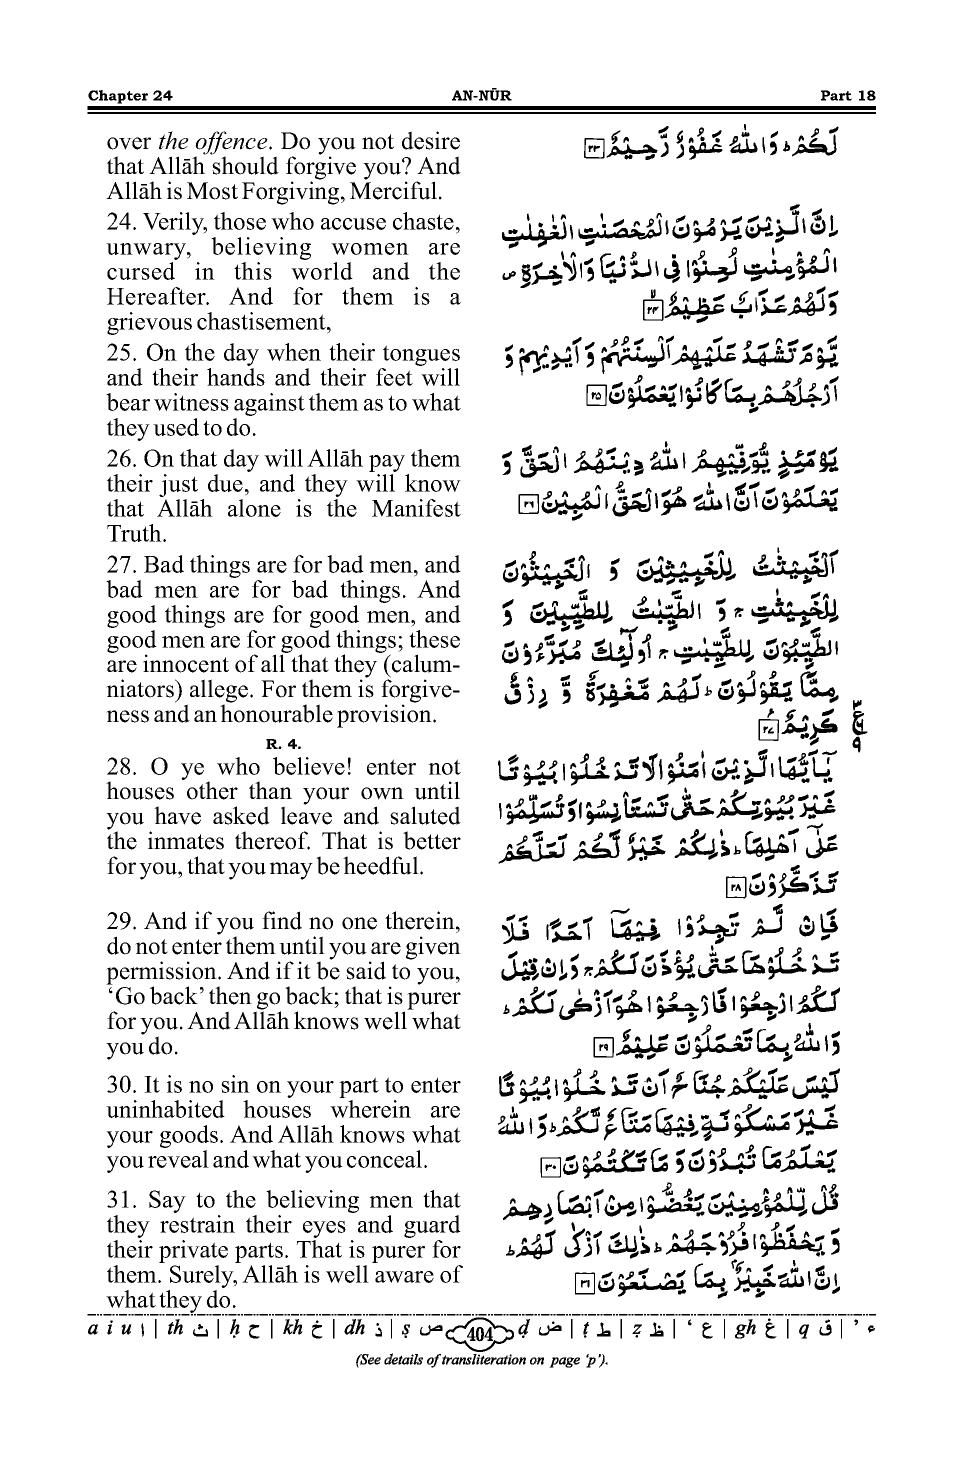 Chapter 24 AN-NŪR Part 18
over the offence. Do you not desire
that Allāh should forgive you? And
Allāh is Most Forgiving, Merciful.
لَكُمْ ؕ وَ اللّٰهُ غَفُوْرٌ رَّحِيْمٌ ﴿۲۳﴾
24. Verily, those who accuse chaste,
unwary, believing women are
cursed in this world and the
Hereafter. And for them is a
grievous chastisement,
اِنَّ الَّذِيْنَ يَرْمُوْنَ الْمُحْصَنٰتِ الْغٰفِلٰتِ
الْمُؤْمِنٰتِ لُعِنُوْا فِى الدُّنْيَا وَ الْاٰخِرَةِ ص
وَ لَهُمْ عَذَابٌ عَظِيْمٌ ﴿۲۴﴾
25. On the day when their tongues
and their hands and their feet will
bear witness against them as to what
they used to do.
يَّوْمَ تَشْهَدُ عَلَيْهِمْ اَلْسِنَتُهُمْ وَ اَيْدِيْهِمْ وَ
اَرْجُلُهُمْ بِمَا كَانُوْا يَعْمَلُوْنَ ﴿۲۵﴾
26. On that day will Allāh pay them
their just due, and they will know
that Allāh alone is the Manifest
Truth.
يَوْمَئِذٍ يُّوَفِّيْهِمُ اللّٰهُ دِيْنَهُمُ الْحَقَّ وَ
يَعْلَمُوْنَ اَنَّ اللّٰهَ هُوَ الْحَقُّ الْمُبِيْنُ ﴿۲۶﴾
27. Bad things are for bad men, and
bad men are for bad things. And
good things are for good men, and
good men are for good things; these
are innocent of all that they (calum-
niators) allege. For them is forgive-
ness and an honourable provision.
اَلْخَبِيْثٰتُ لِلْخَبِيْثِيْنَ وَ الْخَبِيْثُوْنَ
لِلْخَبِيْثٰتِ ۚ وَ الطَّيِّبٰتُ لِلطَّيِّبِيْنَ وَ
الطَّيِّبُوْنَ لِلطَّيِّبٰتِ ۚ اُولٰٓئِكَ مُبَرَّءُوْنَ
مِمَّا يَقُوْلُوْنَ ؕ لَهُمْ مَّغْفِرَةٌ وَّ رِزْقٌ
كَرِيْمٌ ﴿۲۷﴾
R. 4.
28. O ye who believe! enter not
houses other than your own until
you have asked leave and saluted
the inmates thereof. That is better
for you, that you may be heedful.
يٰۤاَيُّهَا الَّذِيْنَ اٰمَنُوْا لَا تَدْخُلُوْا بُيُوْتًا
غَيْرَ بُيُوْتِكُمْ حَتّٰى تَسْتَاْنِسُوْا وَ تُسَلِّمُوْا
عَلٰۤى اَهْلِهَا ؕ ذٰلِكُمْ خَيْرٌ لَّكُمْ لَعَلَّكُمْ
تَذَكَّرُوْنَ ﴿۲۸﴾
29. And if you find no one therein,
do not enter them until you are given
permission. And if it be said to you,
‘Go back’ then go back; that is purer
for you. And Allāh knows well what
you do.
فَاِنْ لَّمْ تَجِدُوْا فِيْهَاۤ اَحَدًا فَلَا
تَدْخُلُوْهَا حَتّٰى يُؤْذَنَ لَكُمْ ۚ وَ اِنْ قِيْلَ
لَكُمُ ارْجِعُوْا فَارْجِعُوْا هُوَ اَزْكٰى لَكُمْ ؕ
وَ اللّٰهُ بِمَا تَعْمَلُوْنَ عَلِيْمٌ ﴿۲۹﴾
30. It is no sin on your part to enter
uninhabited houses wherein are
your goods. And Allāh knows what
you reveal and what you conceal.
لَيْسَ عَلَيْكُمْ جُنَاحٌ اَنْ تَدْخُلُوْا بُيُوْتًا
غَيْرَ مَسْكُوْنَةٍ فِيْهَا مَتَاعٌ لَّكُمْ ؕ وَ اللّٰهُ
يَعْلَمُ مَا تُبْدُوْنَ وَ مَا تَكْتُمُوْنَ ﴿۳۰﴾
31. Say to the believing men that
they restrain their eyes and guard
their private parts. That is purer for
them. Surely, Allāh is well aware of
what they do.
قُلْ لِّلْمُؤْمِنِيْنَ يَغُضُّوْا مِنْ اَبْصَارِهِمْ
وَ يَحْفَظُوْا فُرُوْجَهُمْ ؕ ذٰلِكَ اَزْكٰى لَهُمْ ؕ
اِنَّ اللّٰهَ خَبِيْرٌۢ بِمَا يَصْنَعُوْنَ ﴿۳۱﴾
a i u ا | th ث | ḥ ح | kh خ | dh ذ | ṣ ص 404 ḍ ض | ṭ ط | ẓ ظ | ‘ ع | gh غ | q ق | ’ ء
(See details of transliteration on page ‘p’).